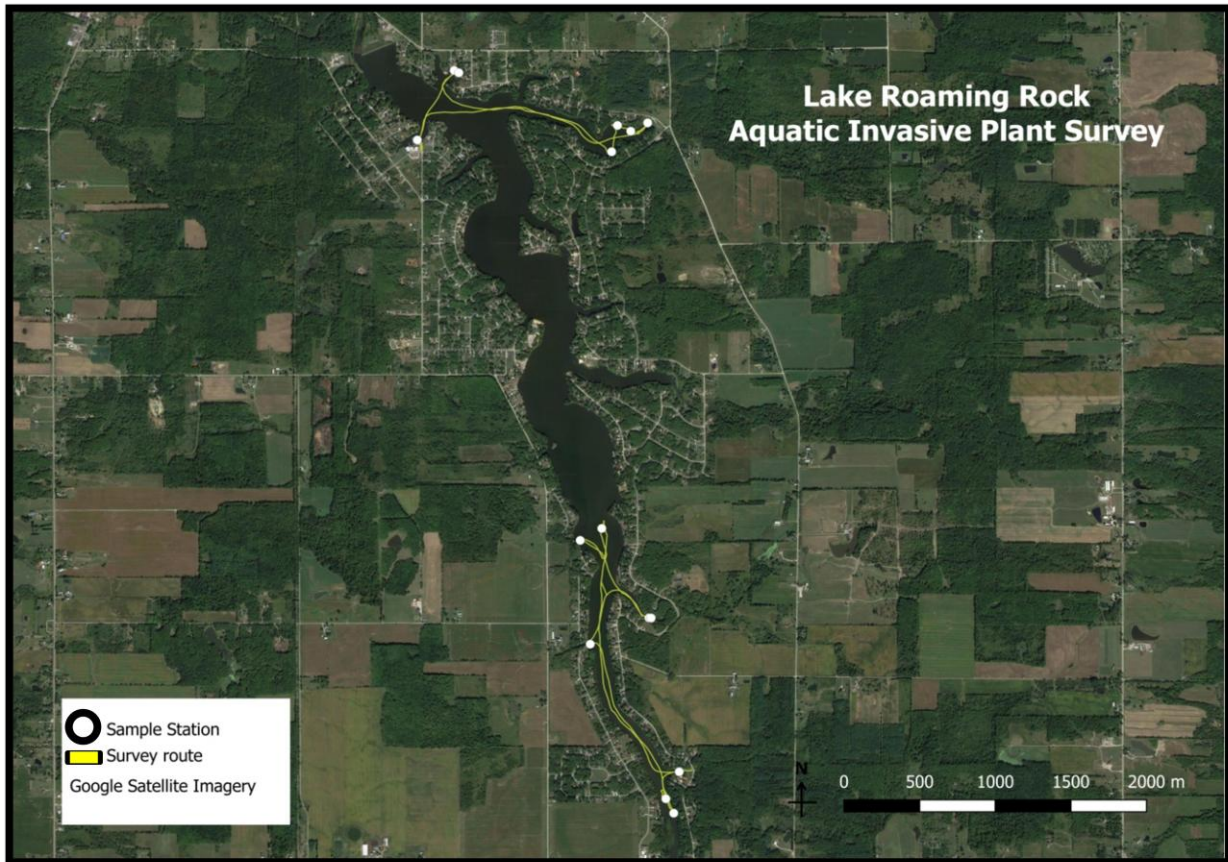 Lake Roaming Rock
Aquatic Invasive Plant Survey
Sample Station
Survey route
Google Satellite Imagery
N
0 500 1000 1500 2000 m